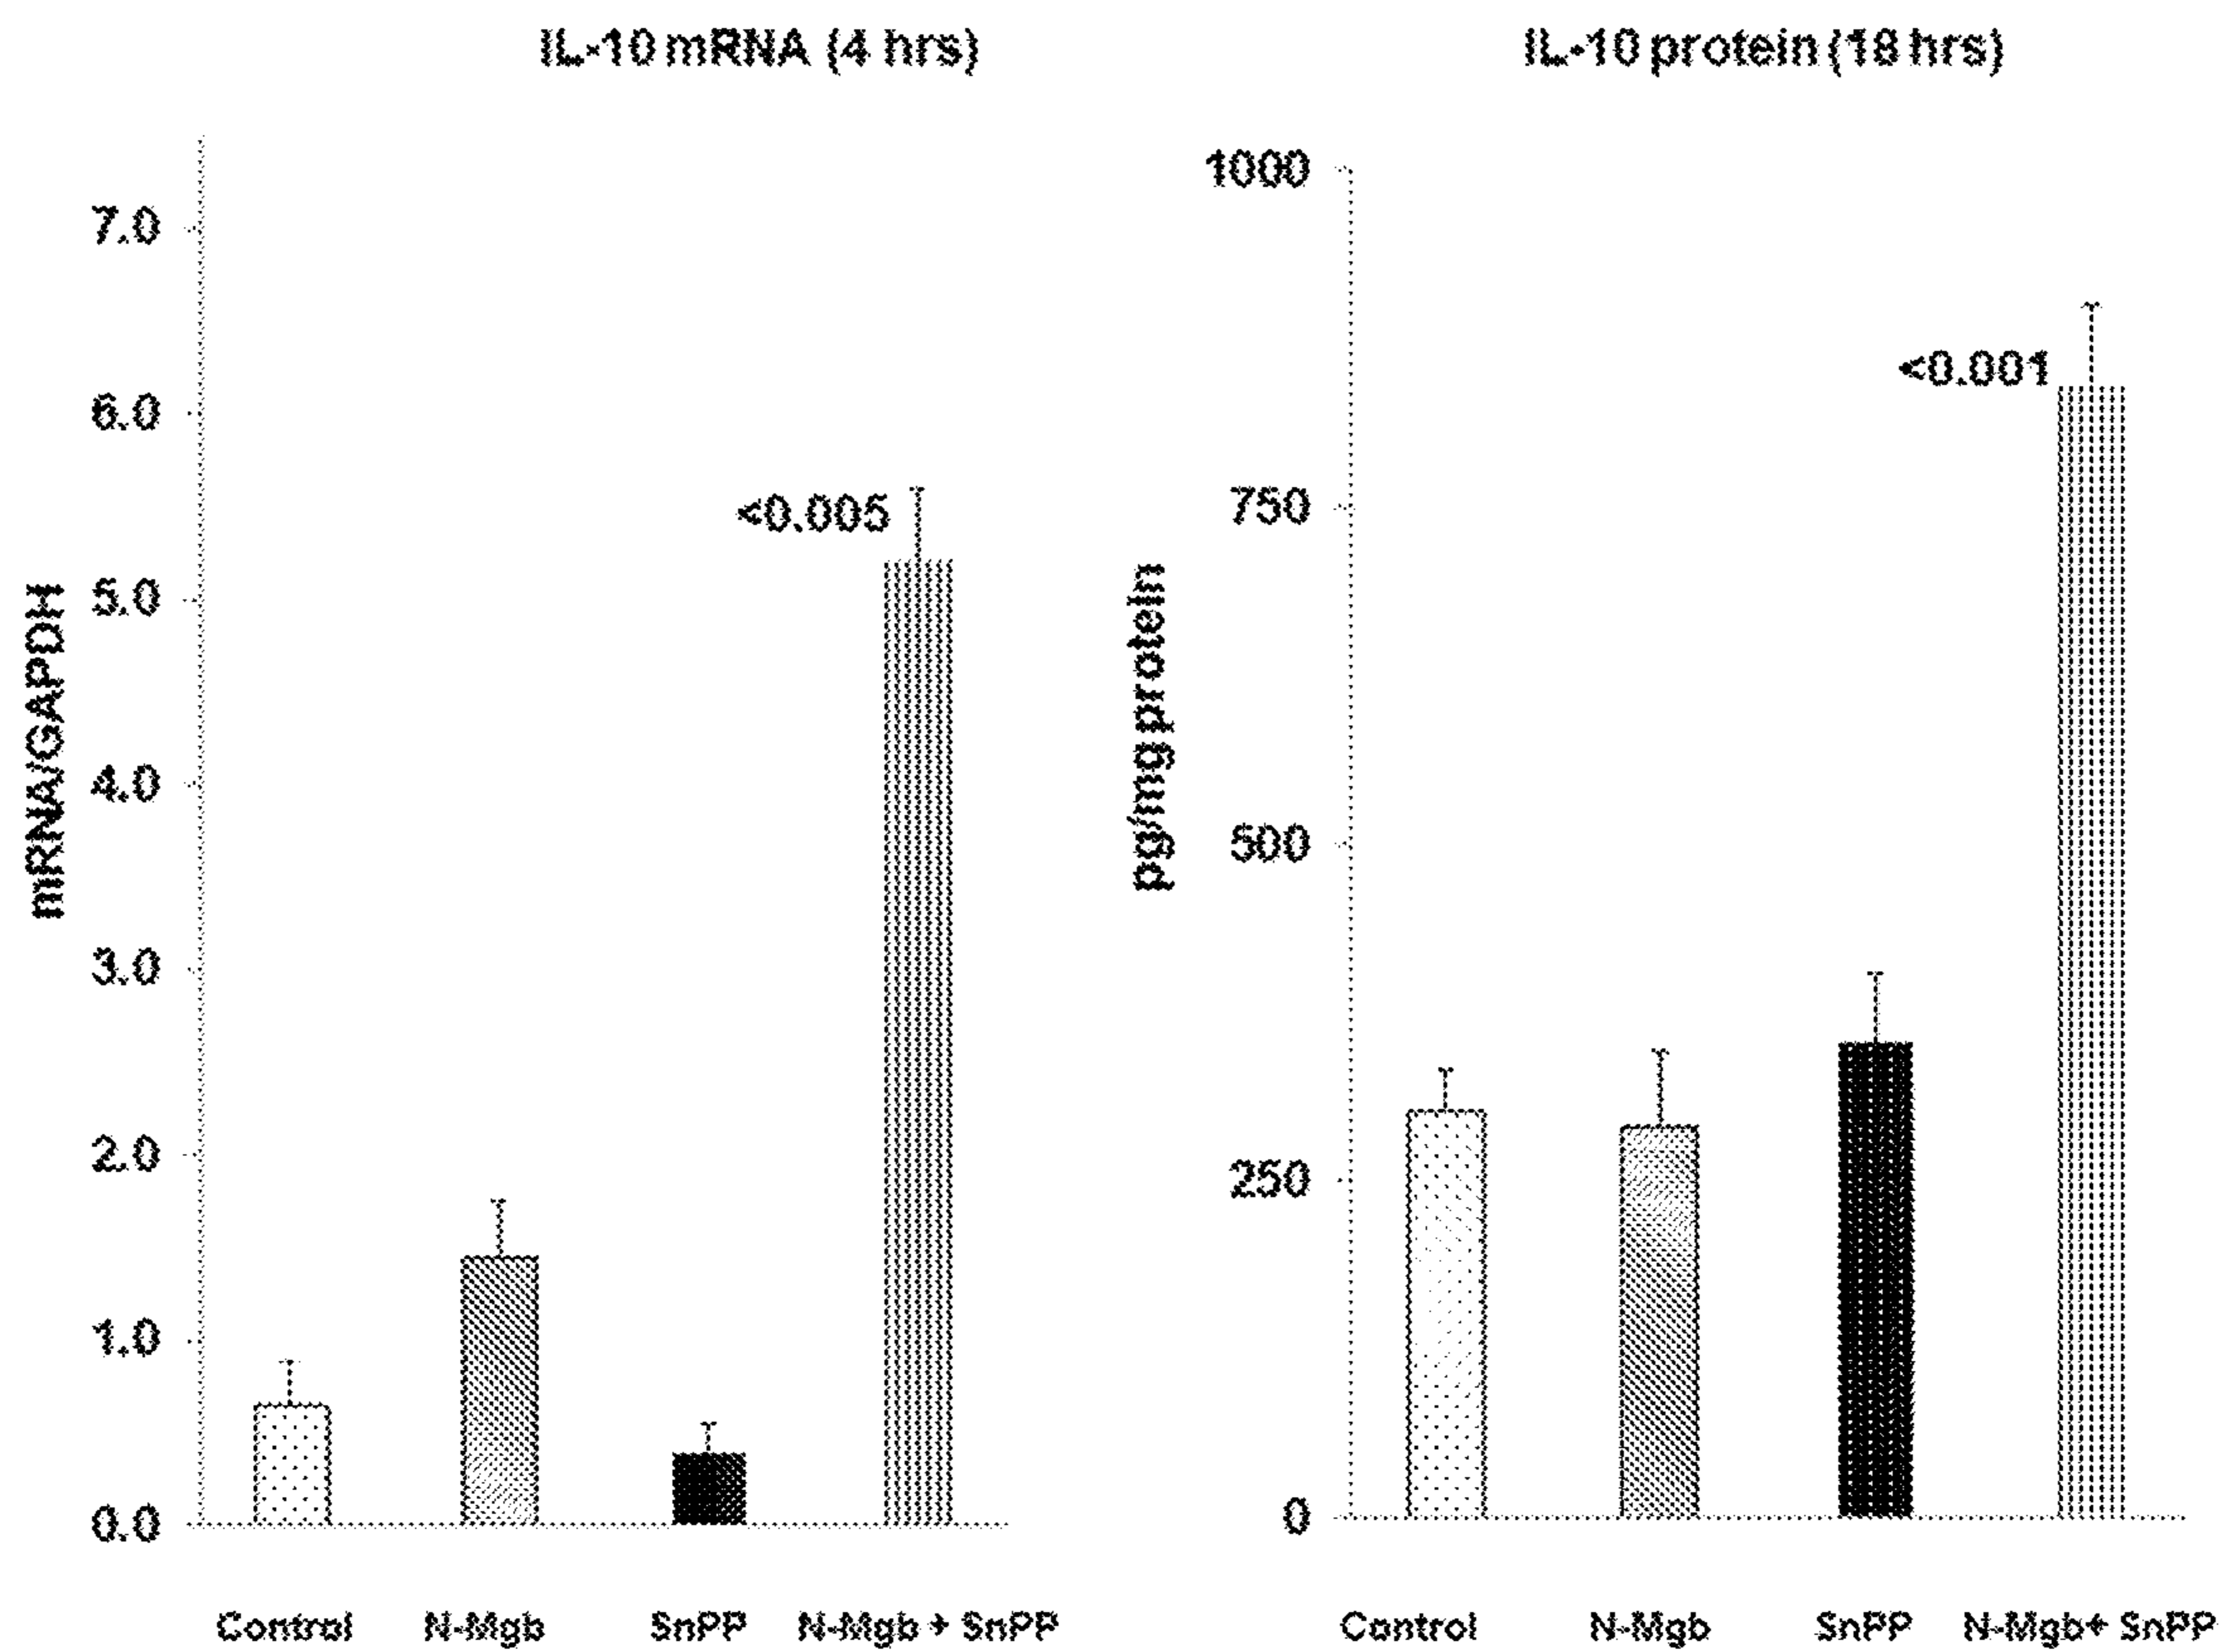 IL-10 mRNA (4 hrs)
mRNA/GAPDH
7.0
6.0
5.0
4.0
3.0
2.0
1.0
0.0
<0.005
Control
N-Mgb
SnPP
N-Mgb + SnPP
IL-10 protein (18 hrs)
pg/mg protein
1000
750
500
250
0
<0.001
Control
N-Mgb
SnPP
N-Mgb+ SnPP